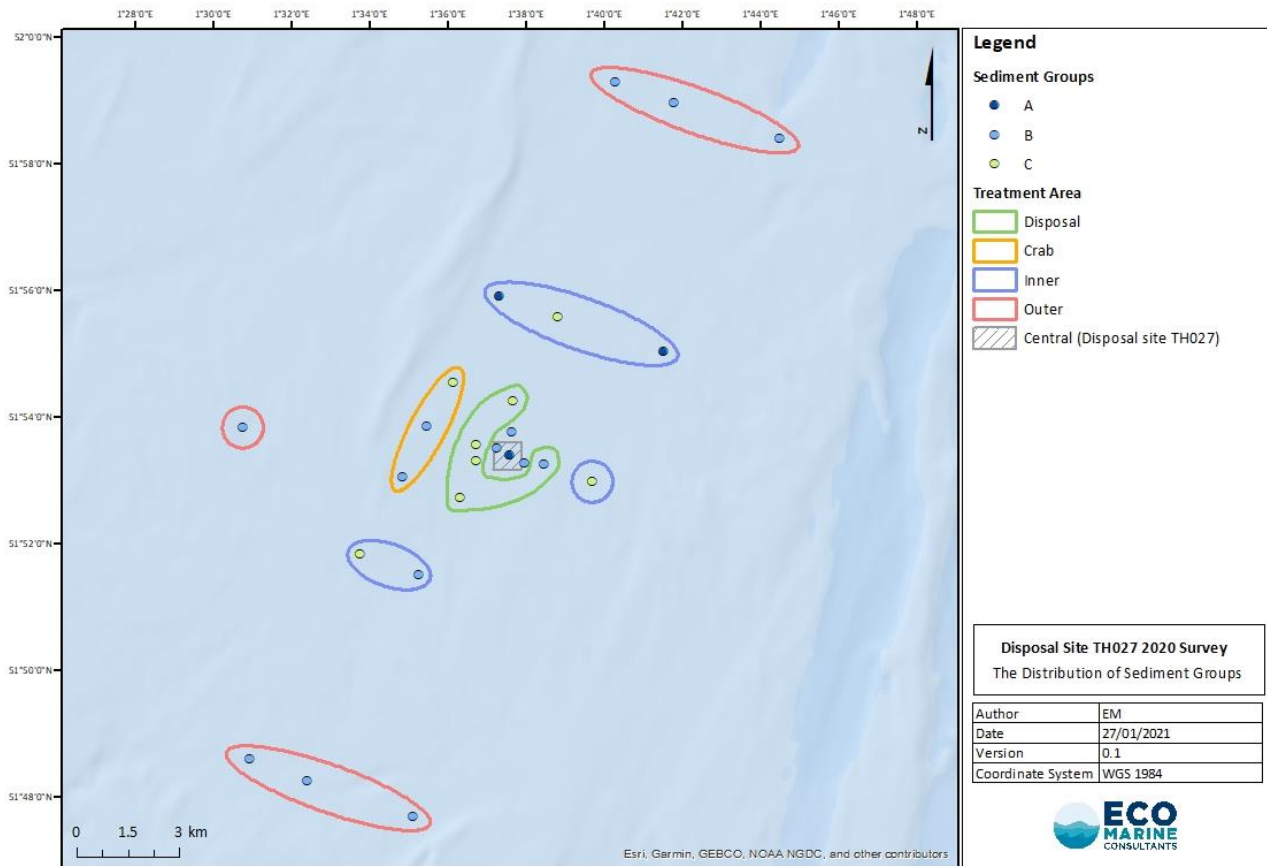 1°28'0"E 1°30'0"E 1°32'0"E 1°34'0"E 1°36'0"E 1°38'0"E 1°40'0"E 1°42'0"E 1°44'0"E 1°46'0"E 1°48'0"E
52°0'0"N
51°58'0"N
51°56'0"N
51°54'0"N
51°52'0"N
51°50'0"N
51°48'0"N
0 1.5 3 km
Esri, Garmin, GEBCO, NOAA NGDC, and other contributors
Legend
Sediment Groups
A
B
C
Treatment Area
Disposal
Crab
Inner
Outer
Central (Disposal site TH027)
N
Disposal Site TH027 2020 Survey
The Distribution of Sediment Groups
Author EM
Date 27/01/2021
Version 0.1
Coordinate System WGS 1984
ECO
MARINE
CONSULTANTS